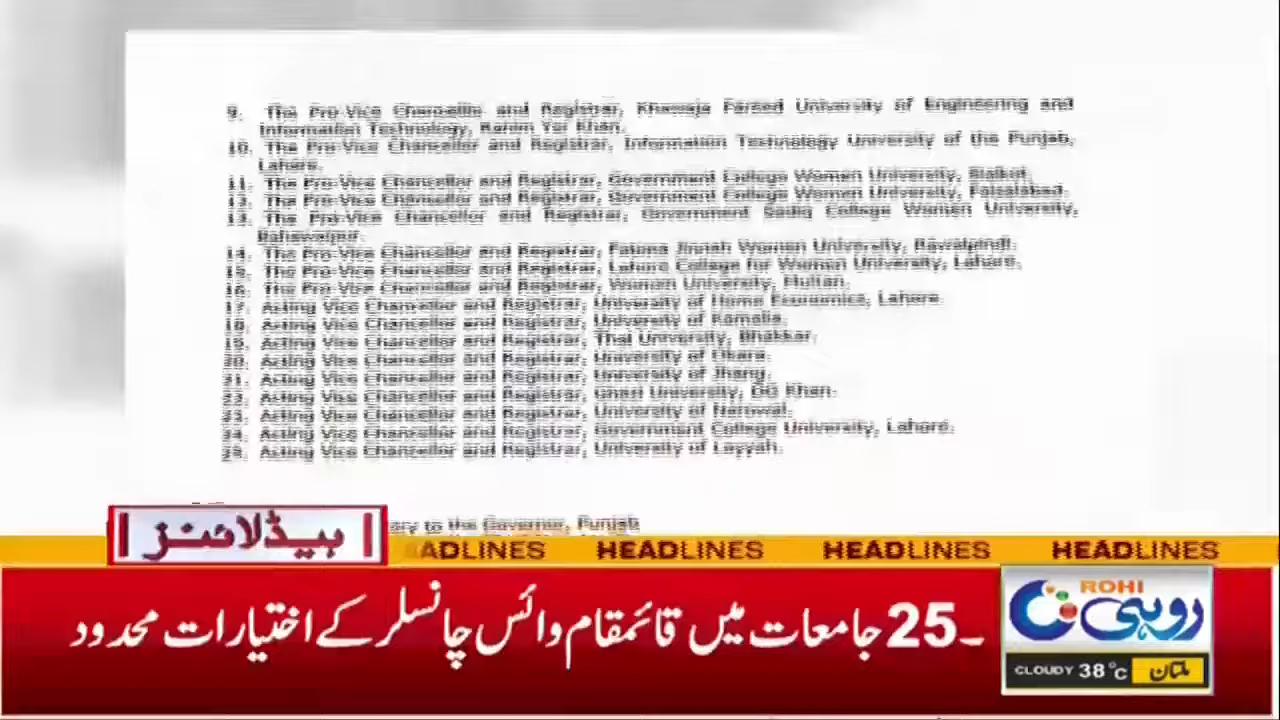 9. The Pro-Vice Chancellor and Registrar, Khawaja Fareed University of Engineering and
Information Technology, Rahim Yar Khan.
10. The Pro-Vice Chancellor and Registrar, Information Technology University of the Punjab,
Lahore.
11. The Pro-Vice Chancellor and Registrar, Government College Women University, Sialkot.
12. The Pro-Vice Chancellor and Registrar, Government College Women University, Faisalabad.
13. The Pro-Vice Chancellor and Registrar, Government Sadiq College Women University,
Bahawalpur.
14. The Pro-Vice Chancellor and Registrar, Fatima Jinnah Women University, Rawalpindi.
15. The Pro-Vice Chancellor and Registrar, Lahore College for Women University, Lahore.
16. The Pro-Vice Chancellor and Registrar, Women University, Multan.
17. Acting Vice Chancellor and Registrar, University of Home Economics, Lahore.
18. Acting Vice Chancellor and Registrar, University of Kamalia.
19. Acting Vice Chancellor and Registrar, Thal University, Bhakkar.
20. Acting Vice Chancellor and Registrar, University of Okara.
21. Acting Vice Chancellor and Registrar, University of Jhang.
22. Acting Vice Chancellor and Registrar, Ghazi University, DG Khan.
23. Acting Vice Chancellor and Registrar, University of Narowal.
24. Acting Vice Chancellor and Registrar, Government College University, Lahore.
25. Acting Vice Chancellor and Registrar, University of Layyah.
to the Governor, Punjab
ہیڈلائنز
ADLINES HEADLINES HEADLINES HEADLINES
۔25 جامعات میں قائمقام وائس چانسلر کے اختیارات محدود
ROHI
روہی
CLOUDY 38°C ملتان